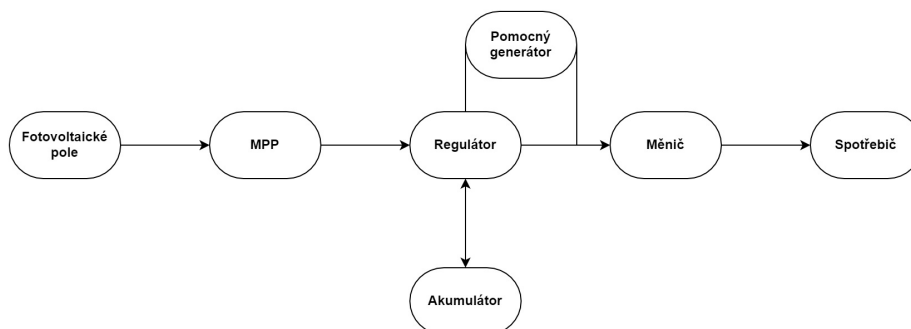 Pomocný
generátor
Fotovoltaické
pole
MPP
Regulátor
Měnič
Spotřebič
Akumulátor